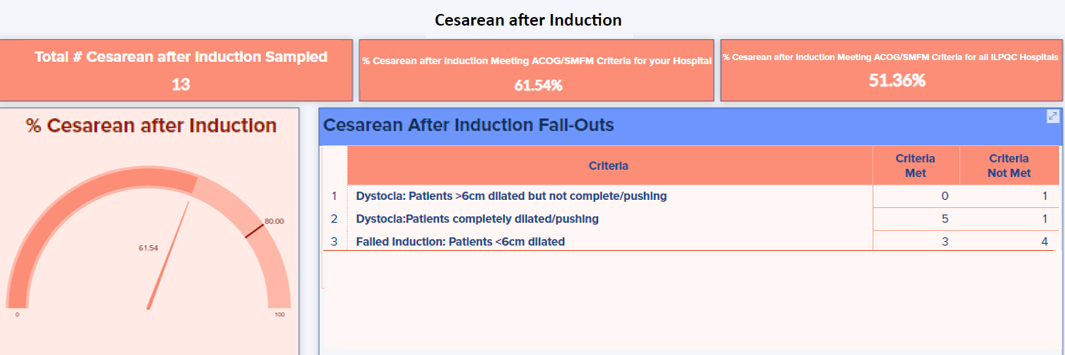 Cesarean after Induction
Total # Cesarean after Induction Sampled
13
% Cesarean after Induction Meeting ACOG/SMFM Criteria for your Hospital
61.54%
% Cesarean after Induction Meeting ACOG/SMFM Criteria for all ILPQC Hospitals
51.36%
% Cesarean after Induction
80.00
61.54
0
100
Cesarean After Induction Fall-Outs
Criteria Criteria Met Criteria Not Met
1 Dystocia: Patients >6cm dilated but not complete/pushing 0 1
2 Dystocia:Patients completely dilated/pushing 5 1
3 Failed Induction: Patients <6cm dilated 3 4